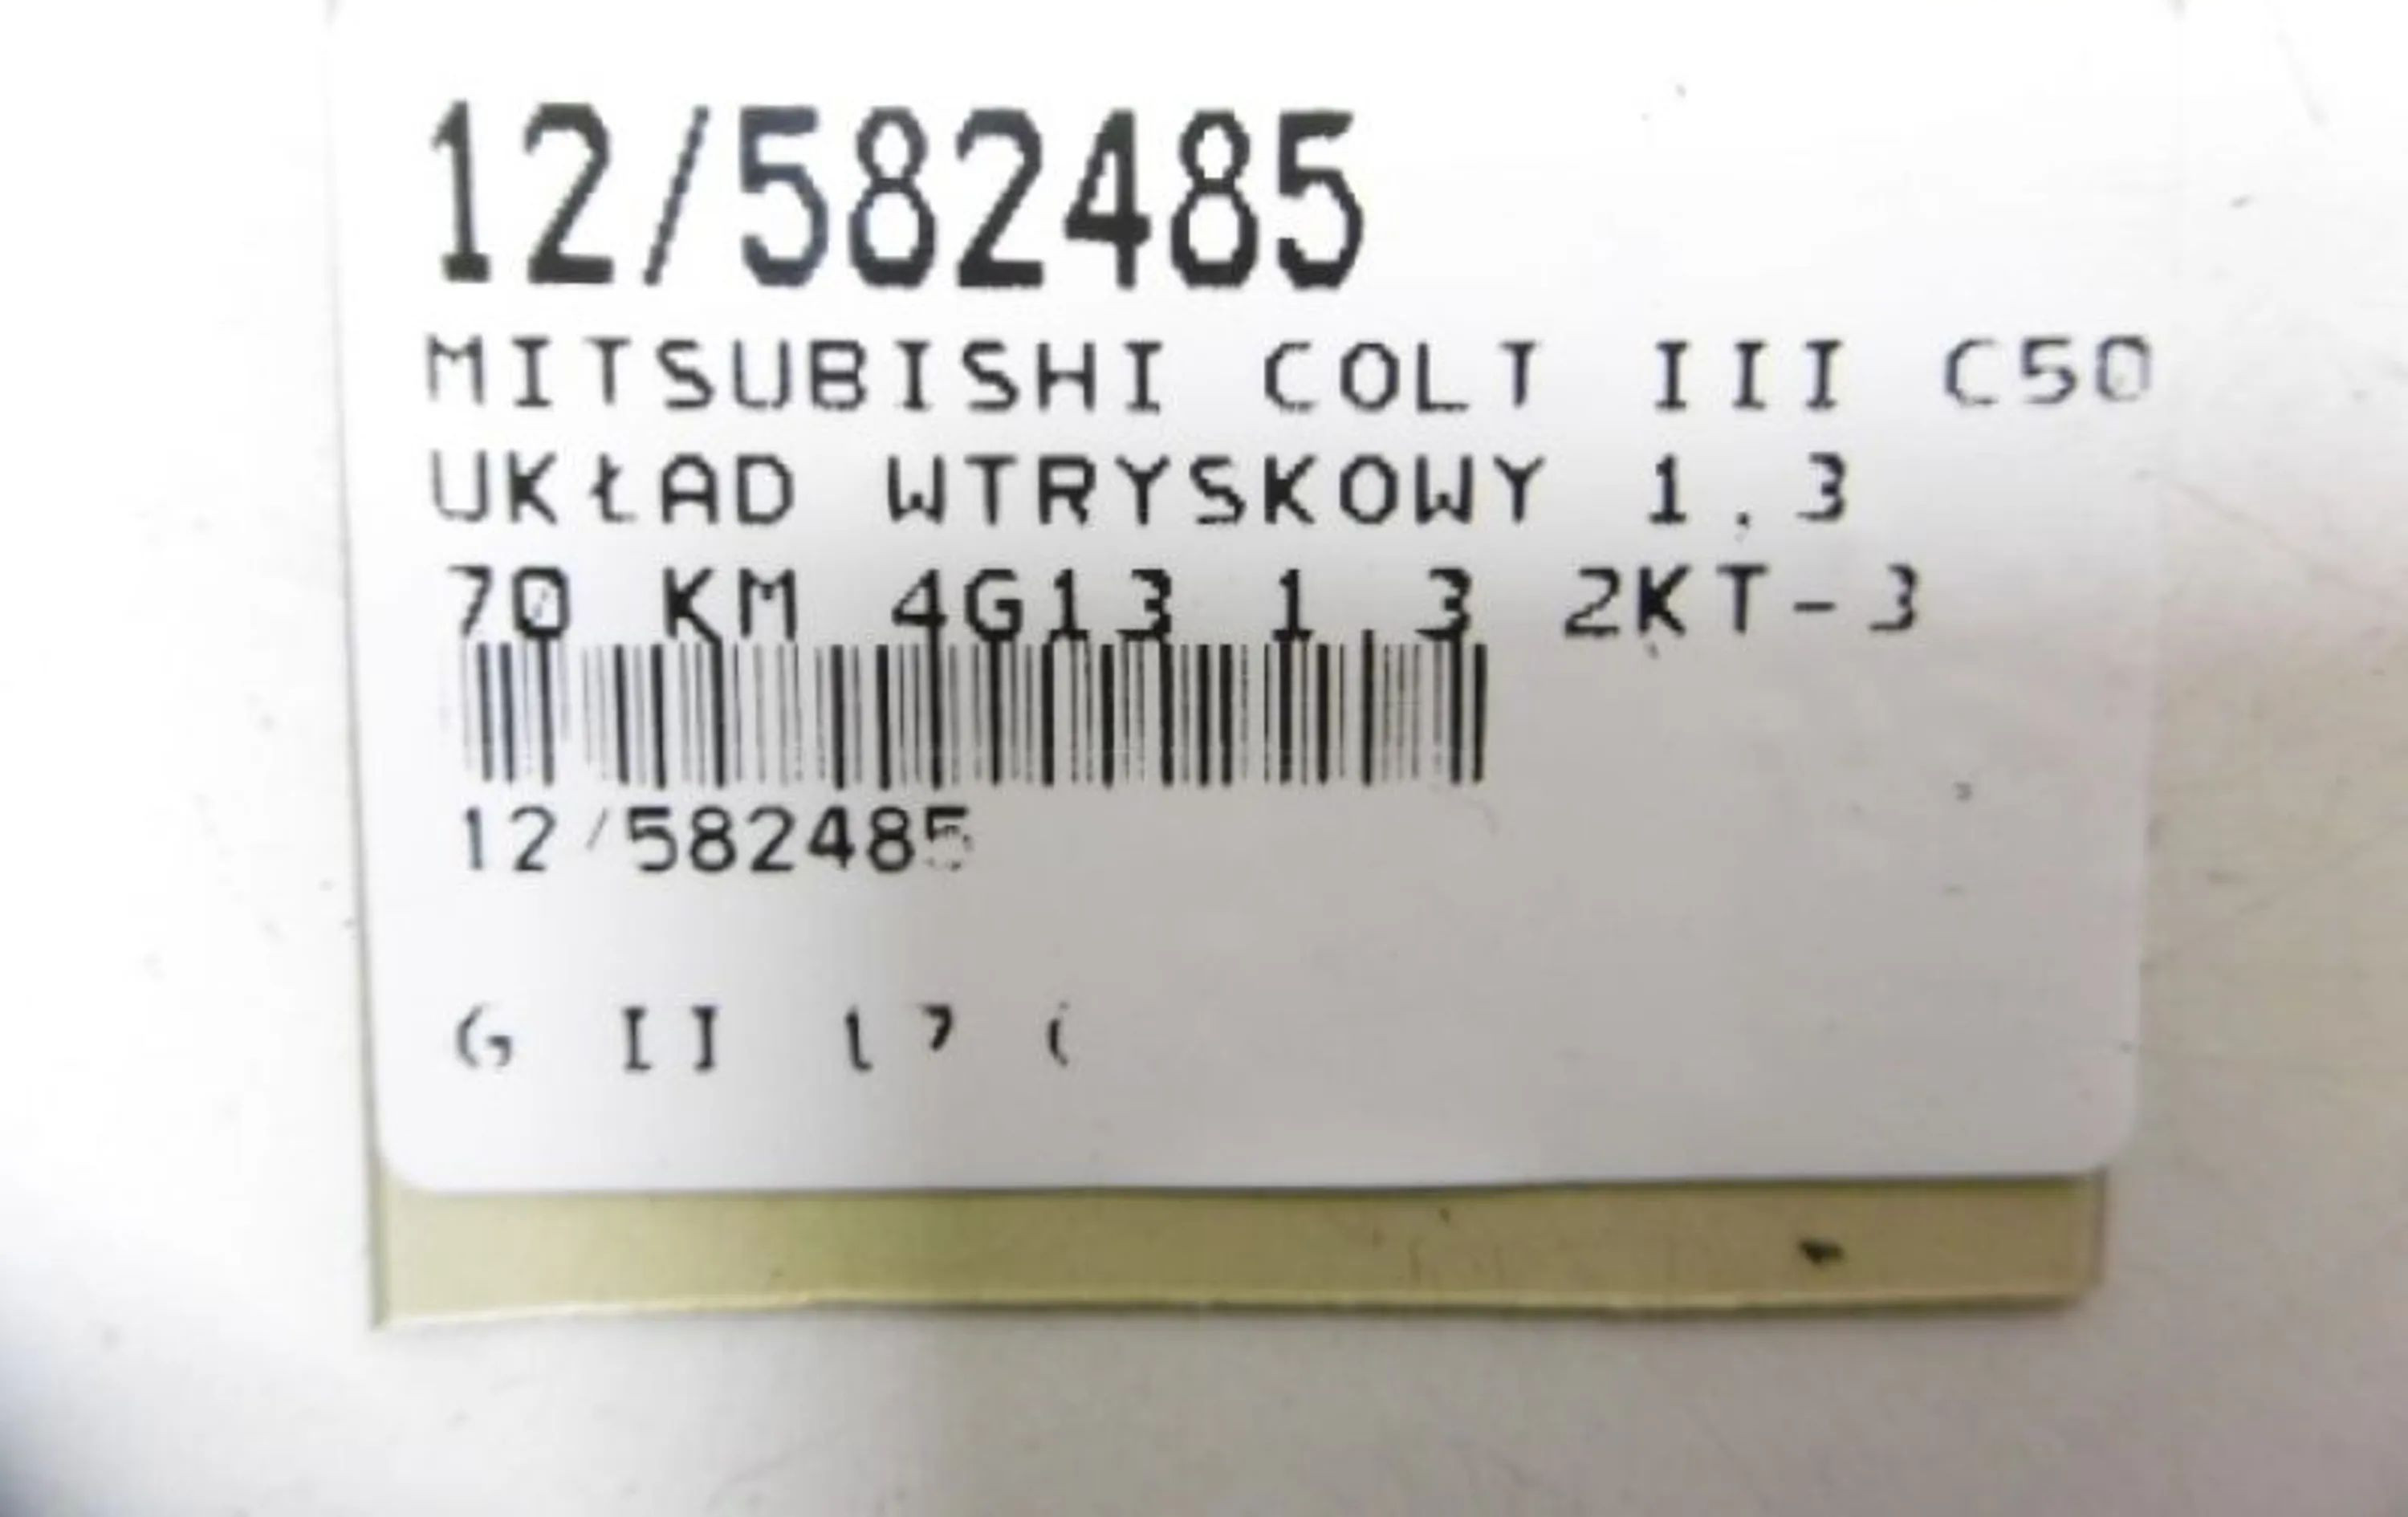 12/582485
MITSUBISHI COLT III C50
UKŁAD WTRYSKOWY 1.3
70 KM 4G13 1.3 2KT-3
12/582485
G II